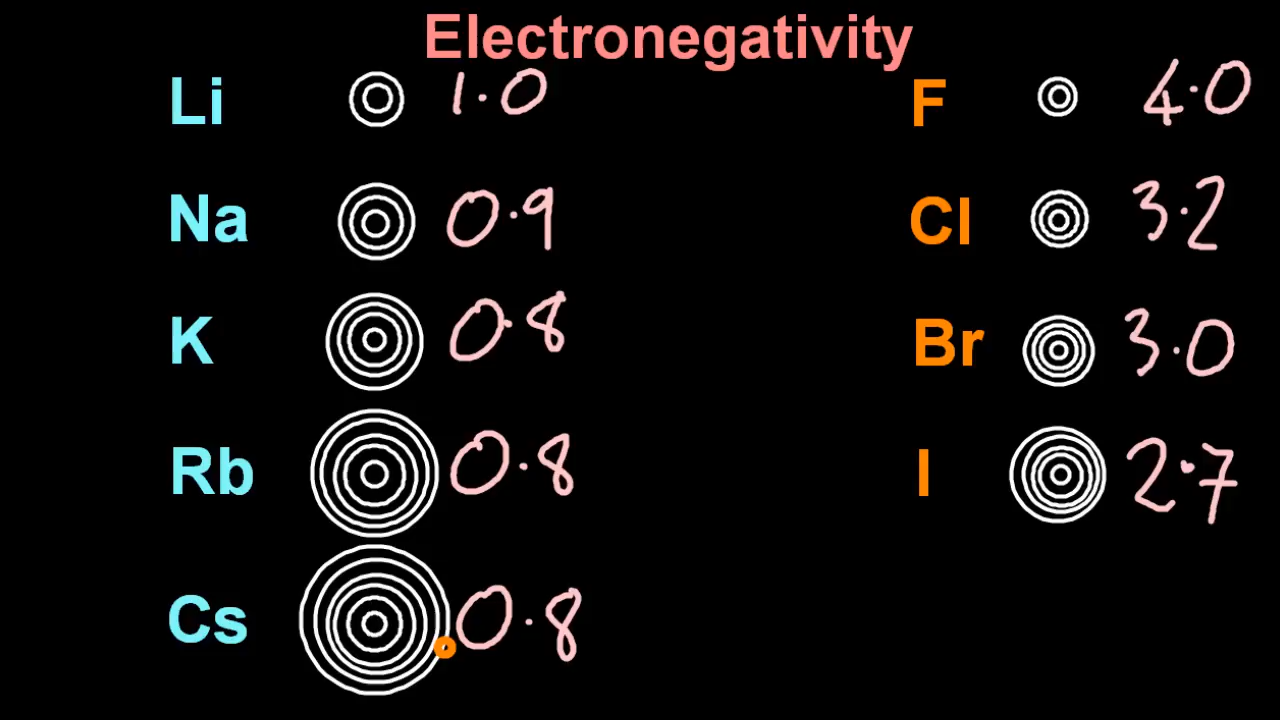 Electronegativity
Li 1.0 F 4.0
Na 0.9 Cl 3.2
K 0.8 Br 3.0
Rb 0.8 I 2.7
Cs 0.8